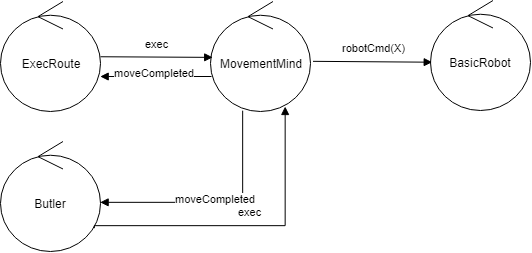 exec
robotCmd(X)
ExecRoute
MovementMind
BasicRobot
moveCompleted
Butler
moveCompleted
exec